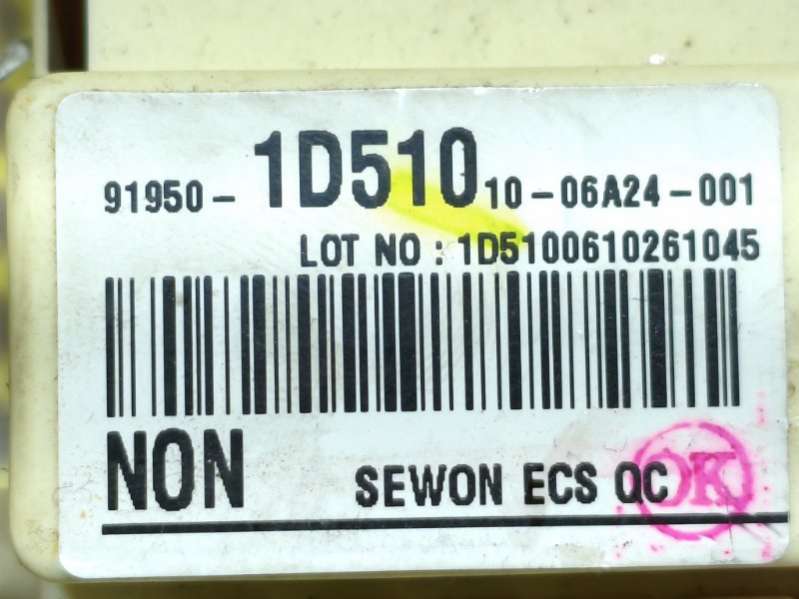 91950- 1D510 10-06A24-001
LOT NO : 1D5100610261045
NON SEWON ECS QC OK